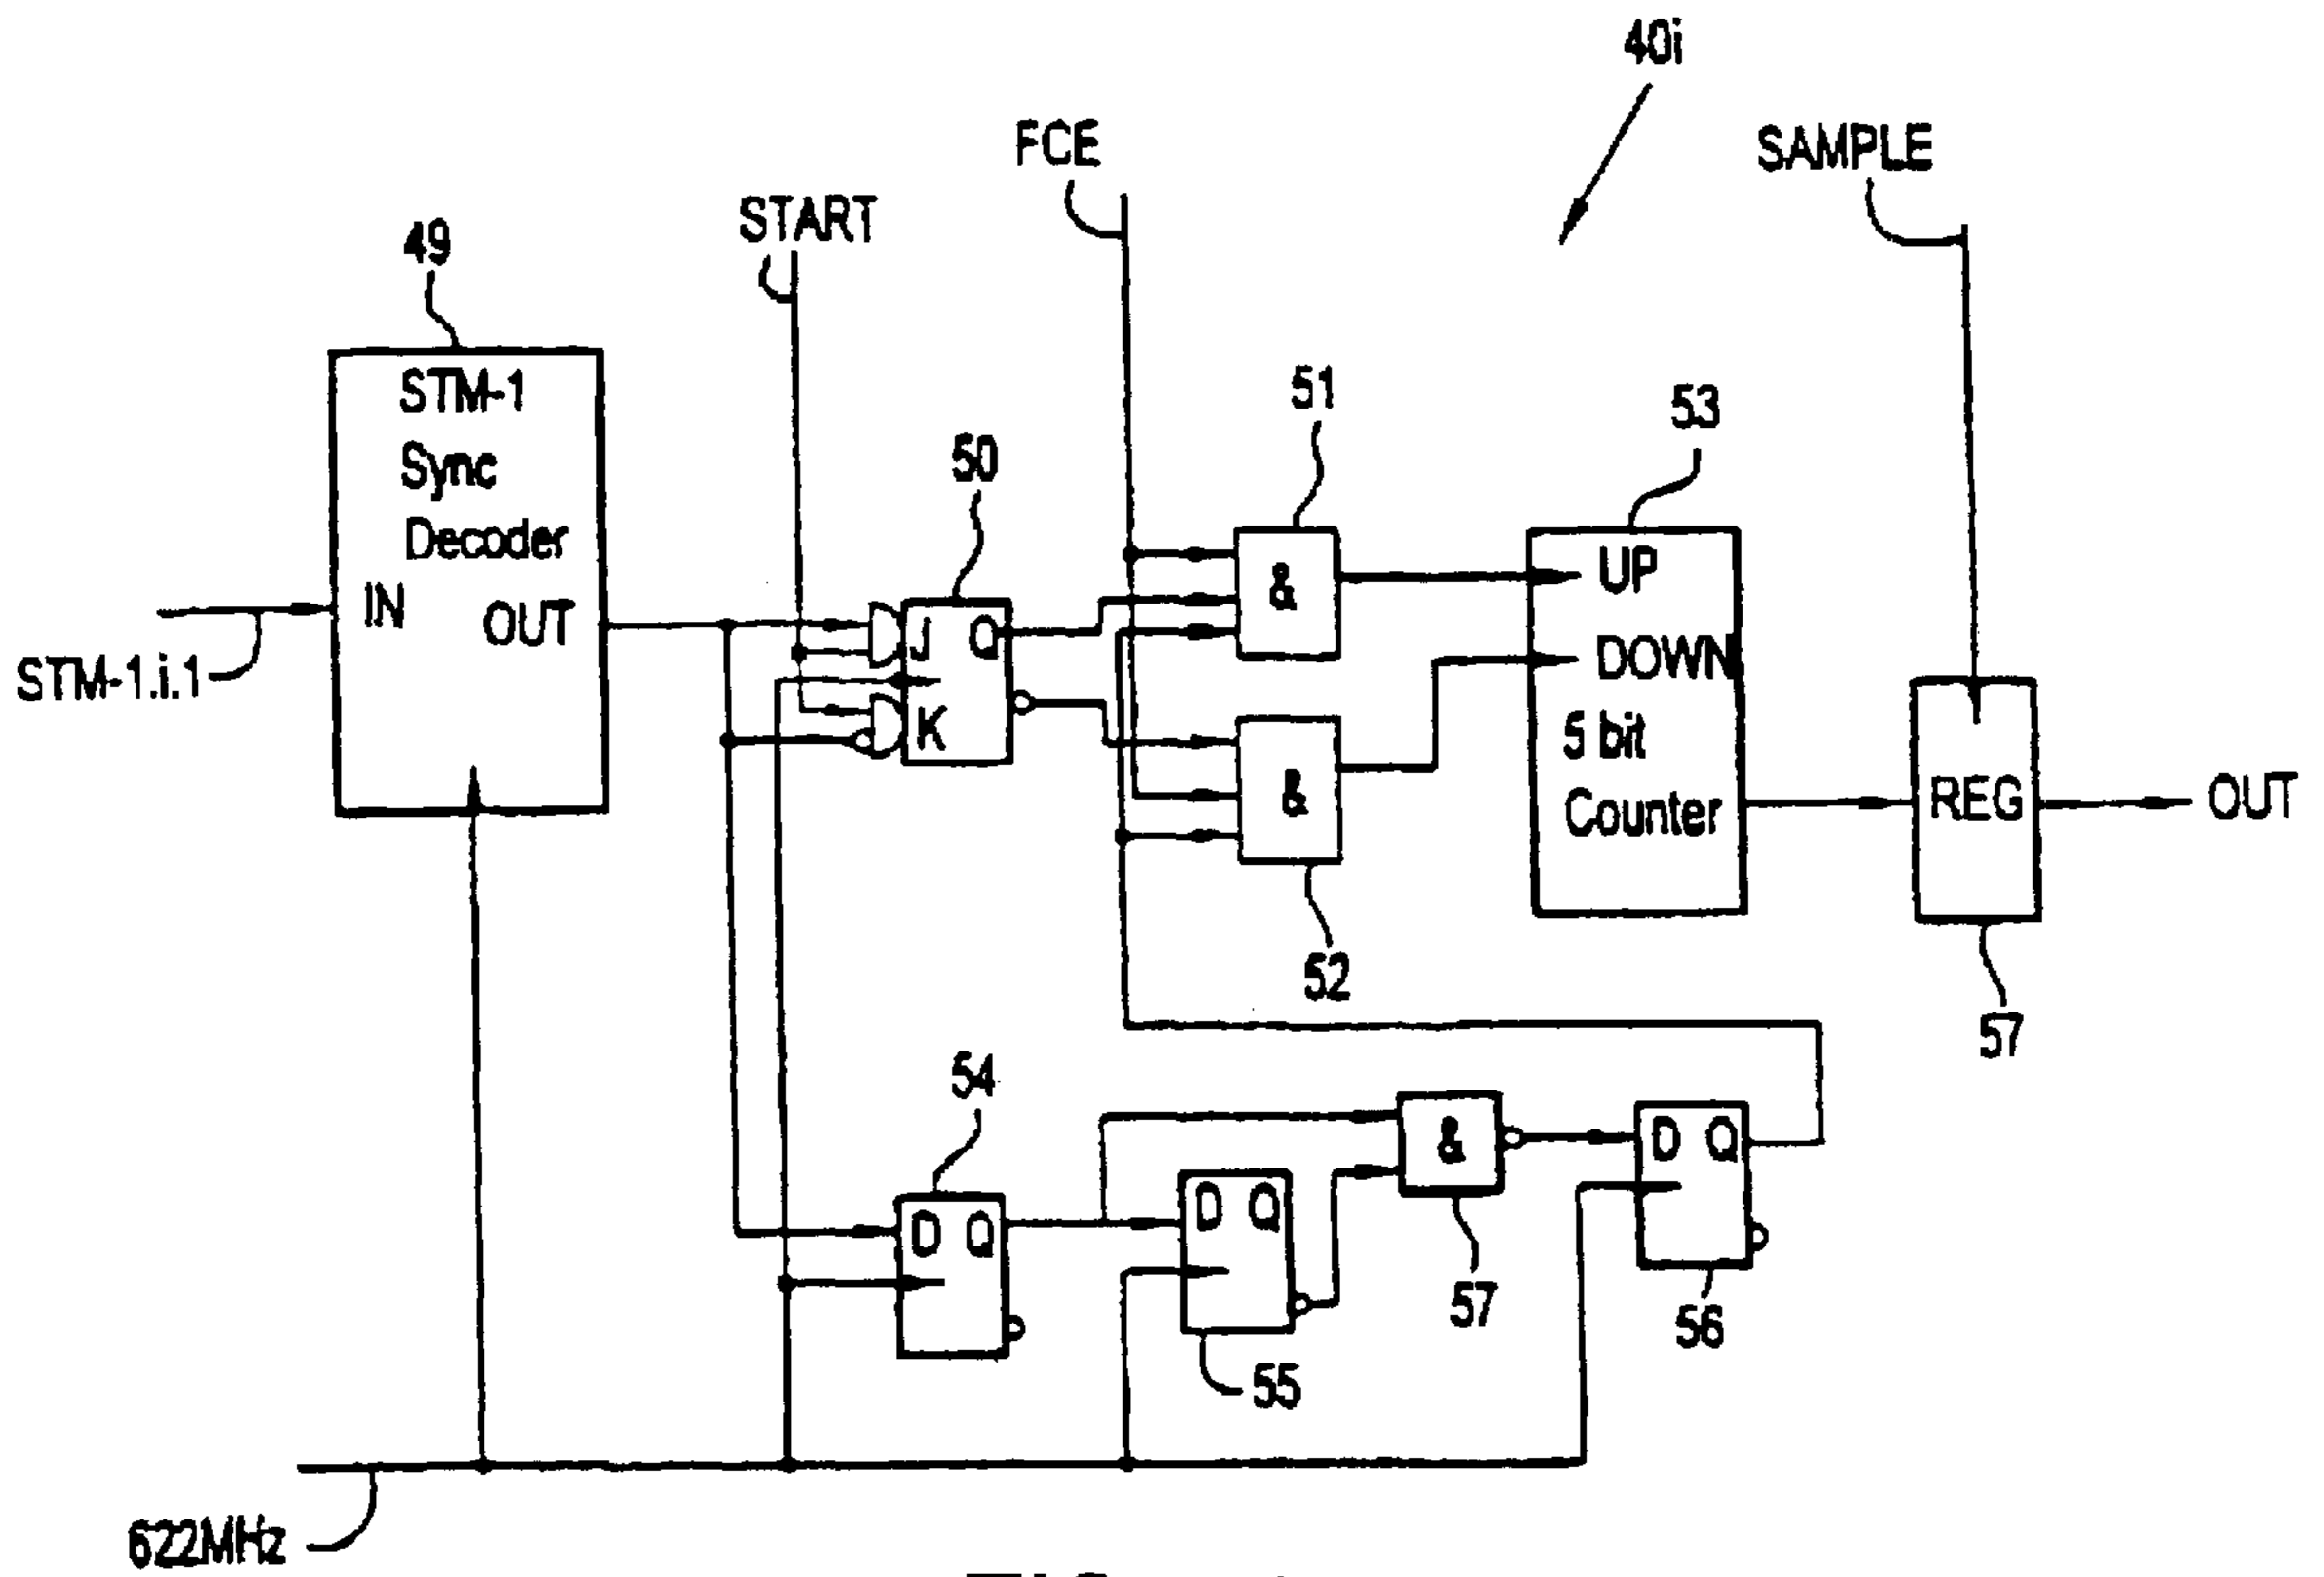 40i
FCE
SAMPLE
START
49
STM-1
Sync
Decoder
IN
OUT
STM-1.i.1
50
J
Q
K
51
&
&
52
53
UP
DOWN
5 bit
Counter
REG
OUT
57
54
D Q
D Q
55
&
57
D Q
56
622MHz